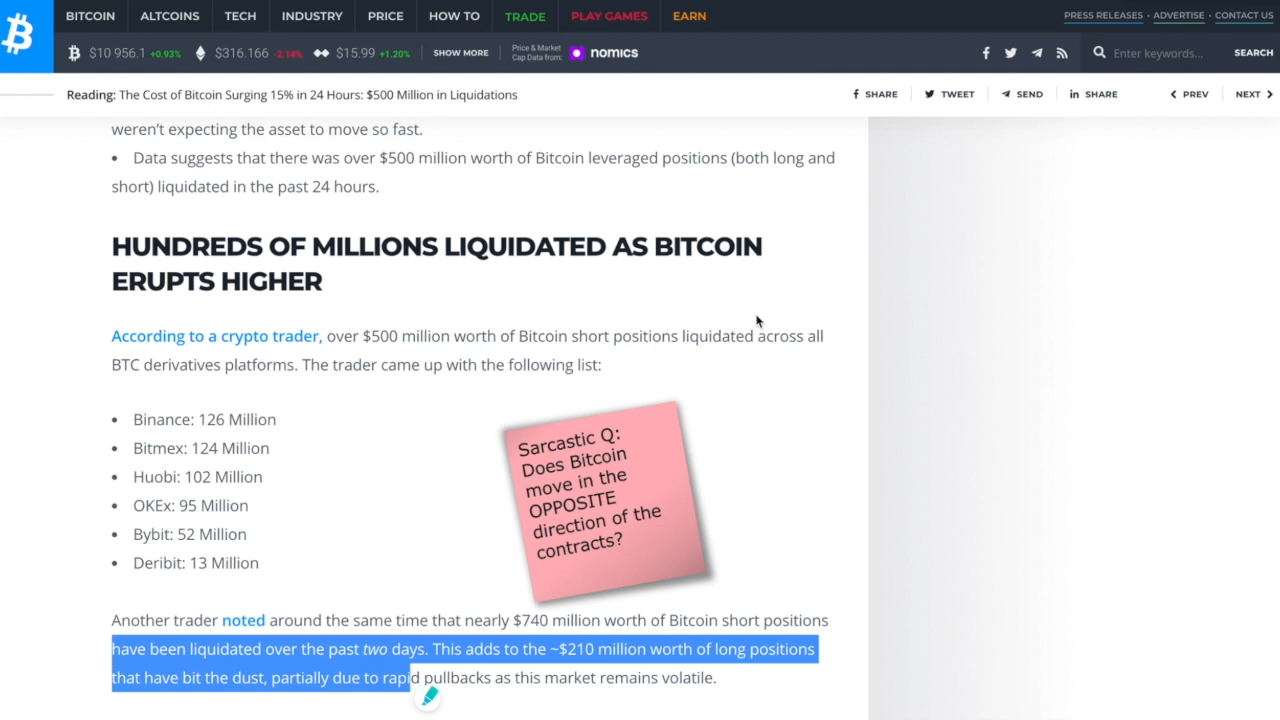 BITCOIN ALTCOINS TECH INDUSTRY PRICE HOW TO TRADE PLAY GAMES EARN
PRESS RELEASES · ADVERTISE · CONTACT US
$10 956.1 +0.93% $316.166 -2.14% $15.99 +1.20% SHOW MORE
Price & Market
Cap Data from:
nomics
Enter keywords... SEARCH
Reading: The Cost of Bitcoin Surging 15% in 24 Hours: $500 Million in Liquidations
SHARE TWEET SEND SHARE PREV NEXT
weren't expecting the asset to move so fast.
• Data suggests that there was over $500 million worth of Bitcoin leveraged positions (both long and
short) liquidated in the past 24 hours.
HUNDREDS OF MILLIONS LIQUIDATED AS BITCOIN
ERUPTS HIGHER
According to a crypto trader, over $500 million worth of Bitcoin short positions liquidated across all
BTC derivatives platforms. The trader came up with the following list:
• Binance: 126 Million
• Bitmex: 124 Million
• Huobi: 102 Million
• OKEx: 95 Million
• Bybit: 52 Million
• Deribit: 13 Million
Sarcastic Q:
Does Bitcoin
move in the
OPPOSITE
direction of the
contracts?
Another trader noted around the same time that nearly $740 million worth of Bitcoin short positions
have been liquidated over the past two days. This adds to the ~$210 million worth of long positions
that have bit the dust, partially due to rapid pullbacks as this market remains volatile.